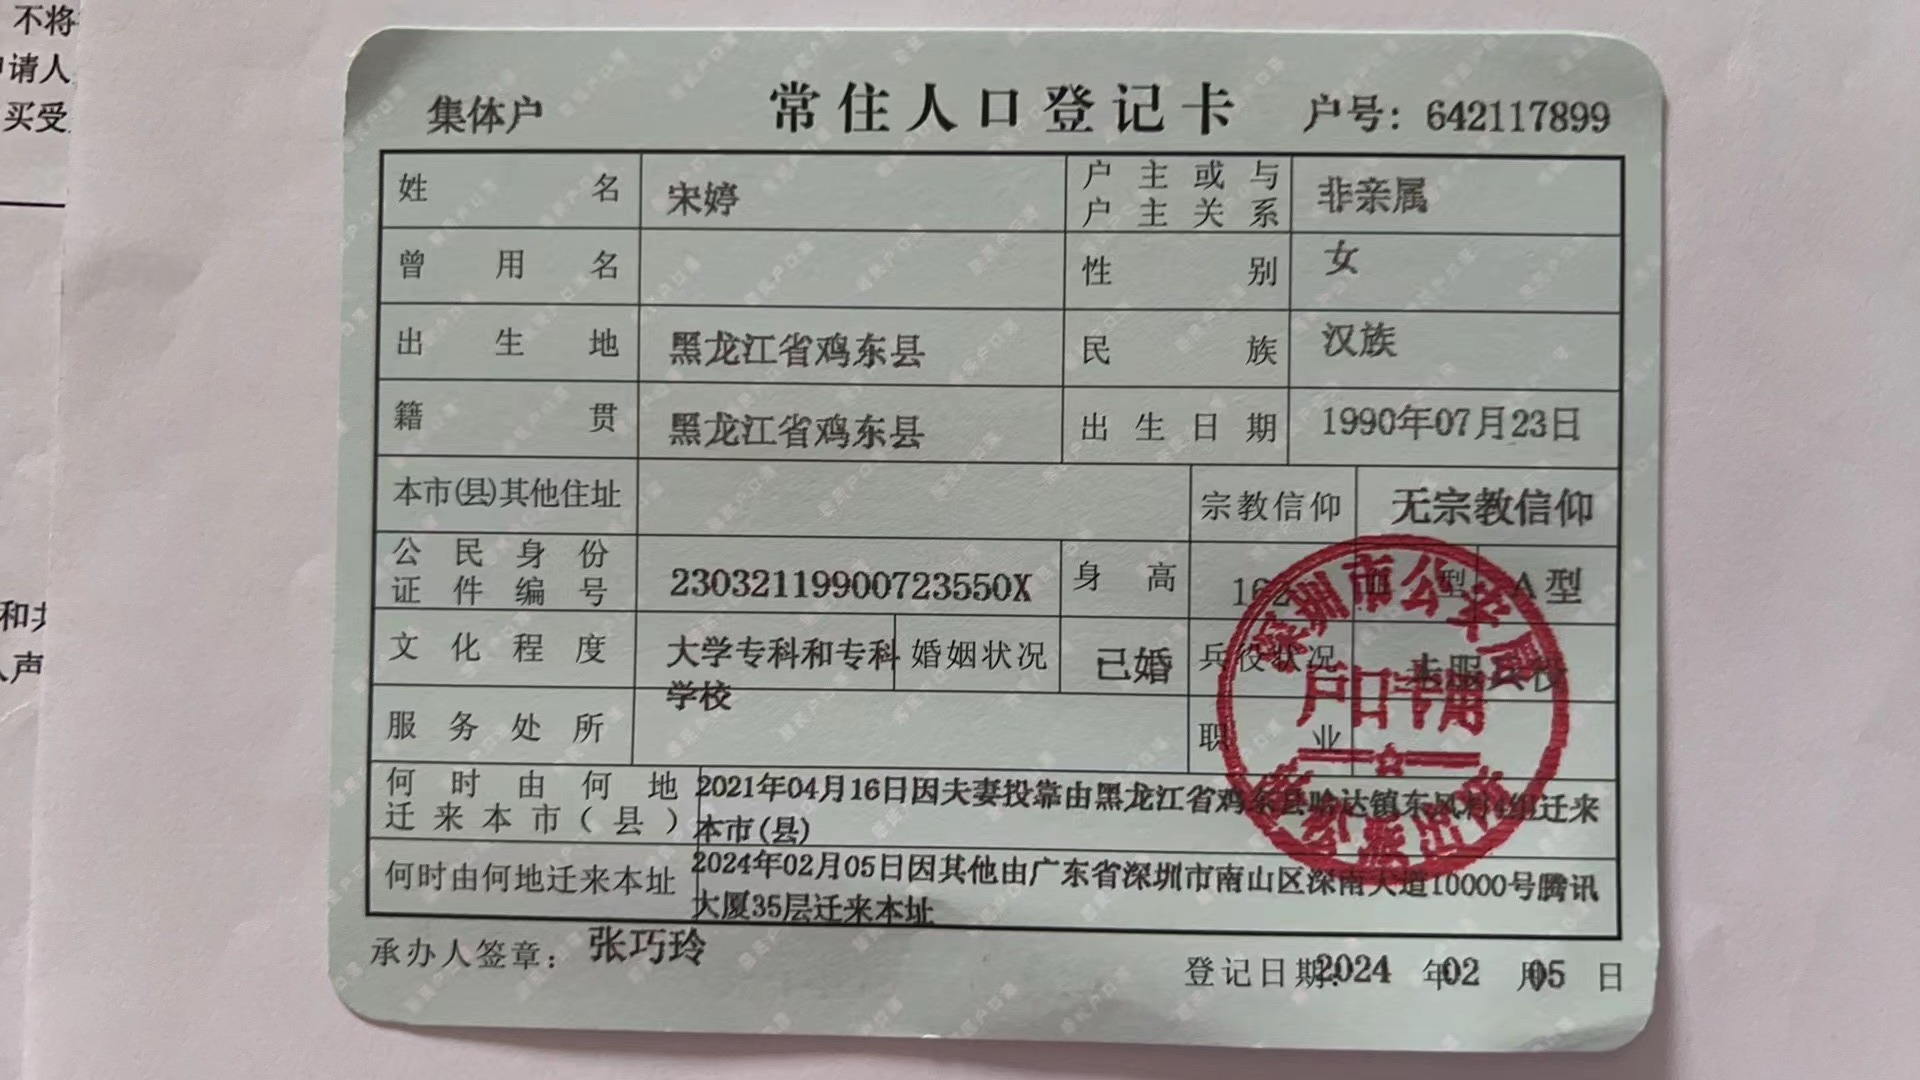 不将
申请人
买受
和共
人声
集体户
常住人口登记卡
户号: 642117899
姓名 宋婷 户主或与户主关系 非亲属
曾用名 性别 女
出生地 黑龙江省鸡东县 民族 汉族
籍贯 黑龙江省鸡东县 出生日期 1990年07月23日
本市(县)其他住址 宗教信仰 无宗教信仰
公民身份证件编号 23032119900723550X 身高 162 血型 A型
文化程度 大学专科和专科学校 婚姻状况 已婚 兵役状况 未服兵役
服务处所 职业
何时由何地迁来本市(县) 2021年04月16日因夫妻投靠由黑龙江省鸡东县哈达镇东风村4组迁来
本市(县)
何时由何地迁来本址 2024年02月05日因其他由广东省深圳市南山区深南大道10000号腾讯
大厦35层迁来本址
承办人签章: 张巧玲
登记日期: 2024年02月05日
深圳市公安局
户口专用